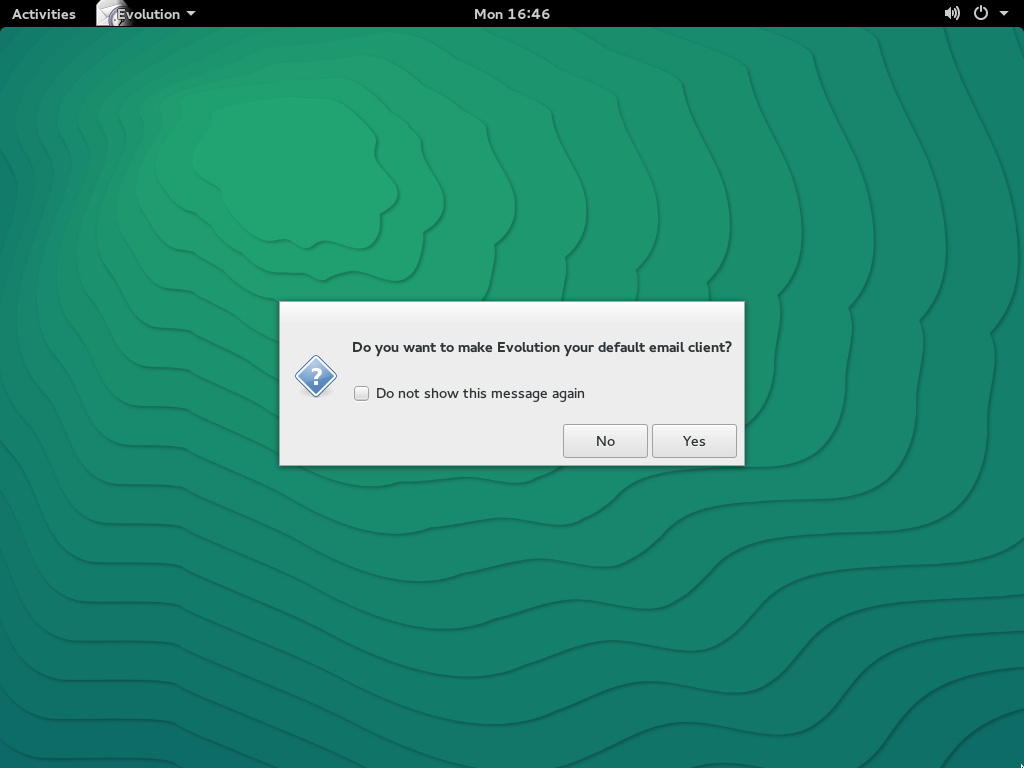 Activities Evolution Mon 16:46
Do you want to make Evolution your default email client?
?
Do not show this message again
No Yes